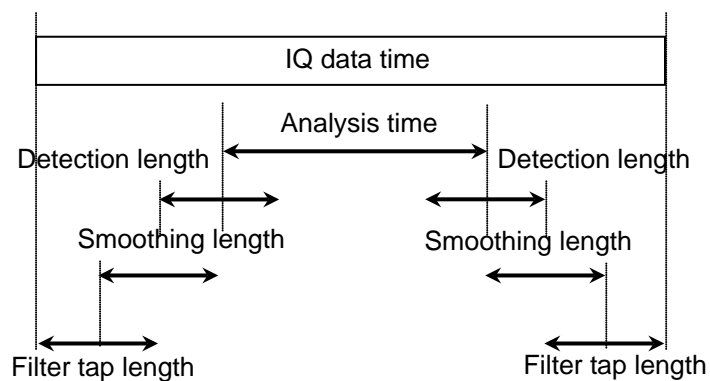 IQ data time
Analysis time
Detection length
Detection length
Smoothing length
Smoothing length
Filter tap length
Filter tap length